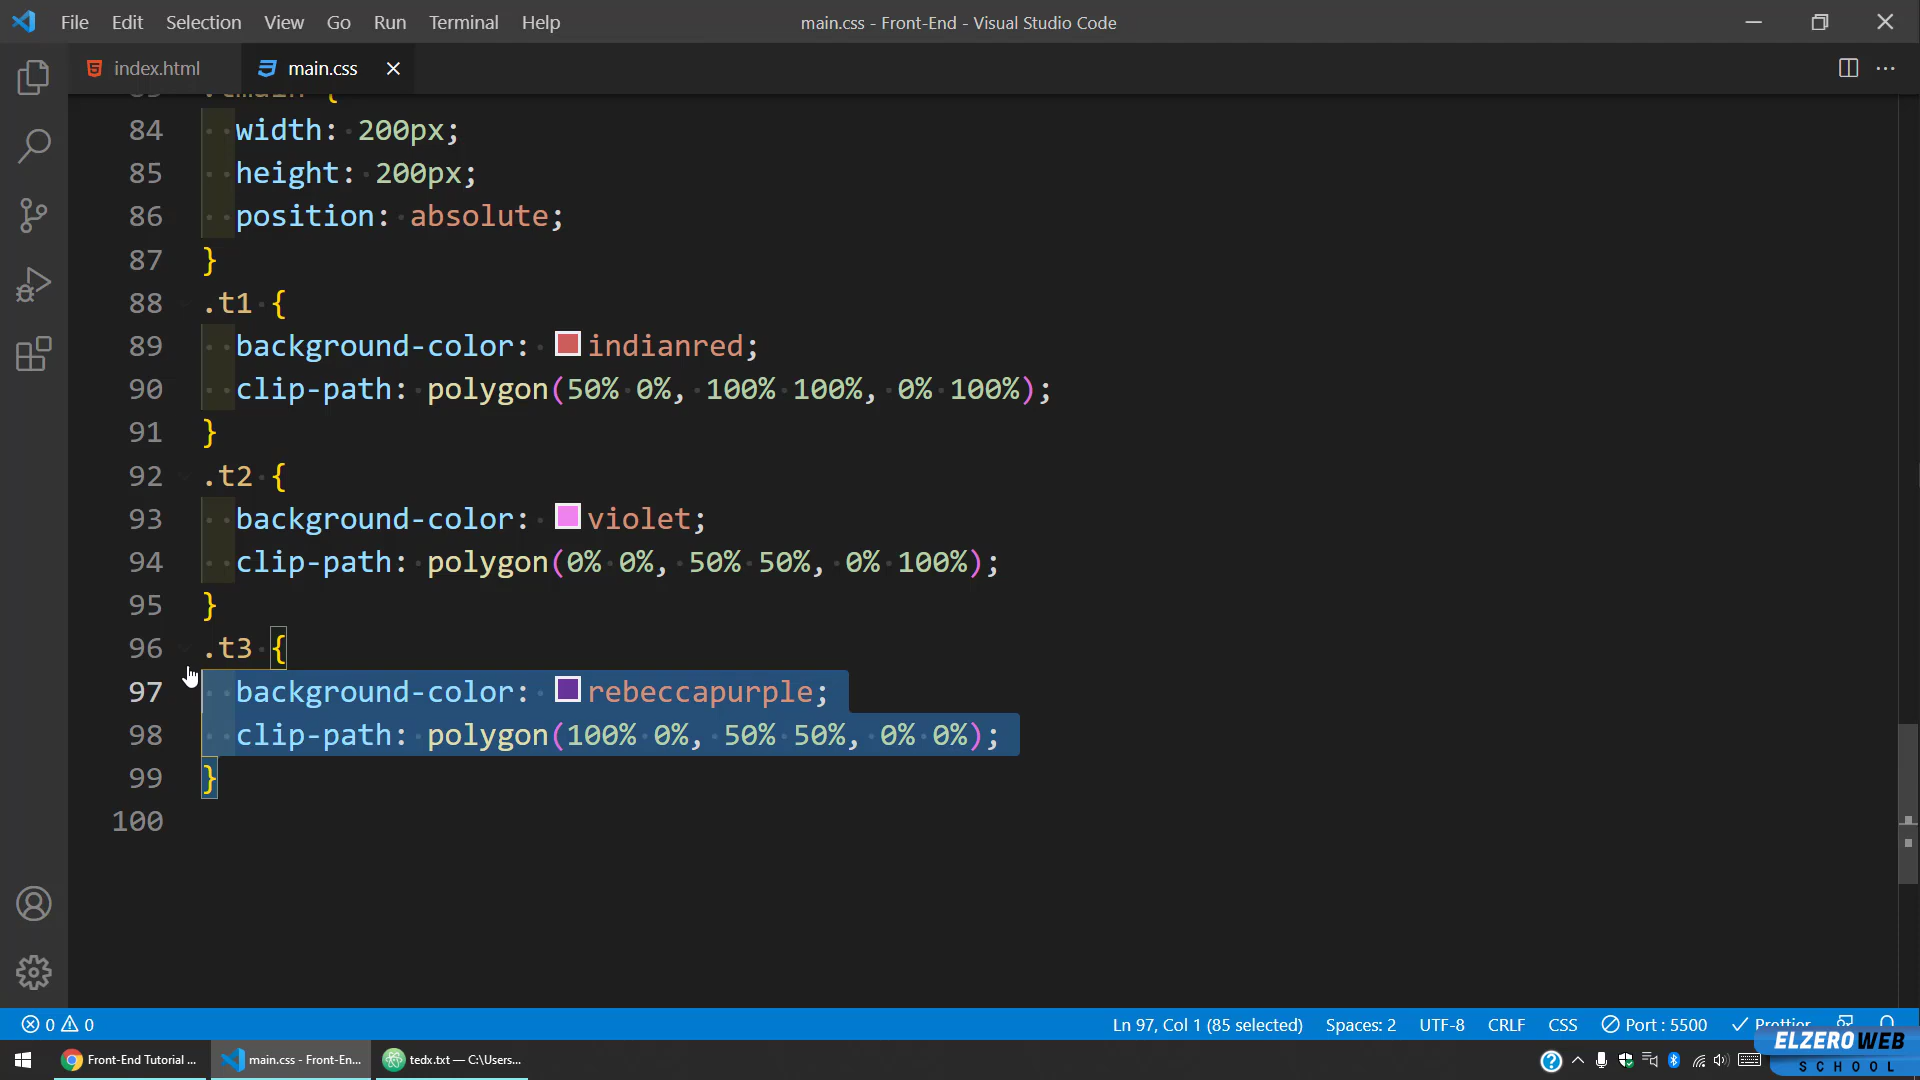 File Edit Selection View Go Run Terminal Help
main.css - Front-End - Visual Studio Code
index.html
main.css
84 width: 200px;
85 height: 200px;
86 position: absolute;
87 }
88 .t1 {
89 background-color: indianred;
90 clip-path: polygon(50% 0%, 100% 100%, 0% 100%);
91 }
92 .t2 {
93 background-color: violet;
94 clip-path: polygon(0% 0%, 50% 50%, 0% 100%);
95 }
96 .t3 {
97 background-color: rebeccapurple;
98 clip-path: polygon(100% 0%, 50% 50%, 0% 0%);
99 }
100
0 0 Ln 97, Col 1 (85 selected) Spaces: 2 UTF-8 CRLF CSS Port : 5500 Prettier
ELZEROWEB
SCHOOL
Front-End Tutorial ...
main.css - Front-En...
tedx.txt — C:\Users...